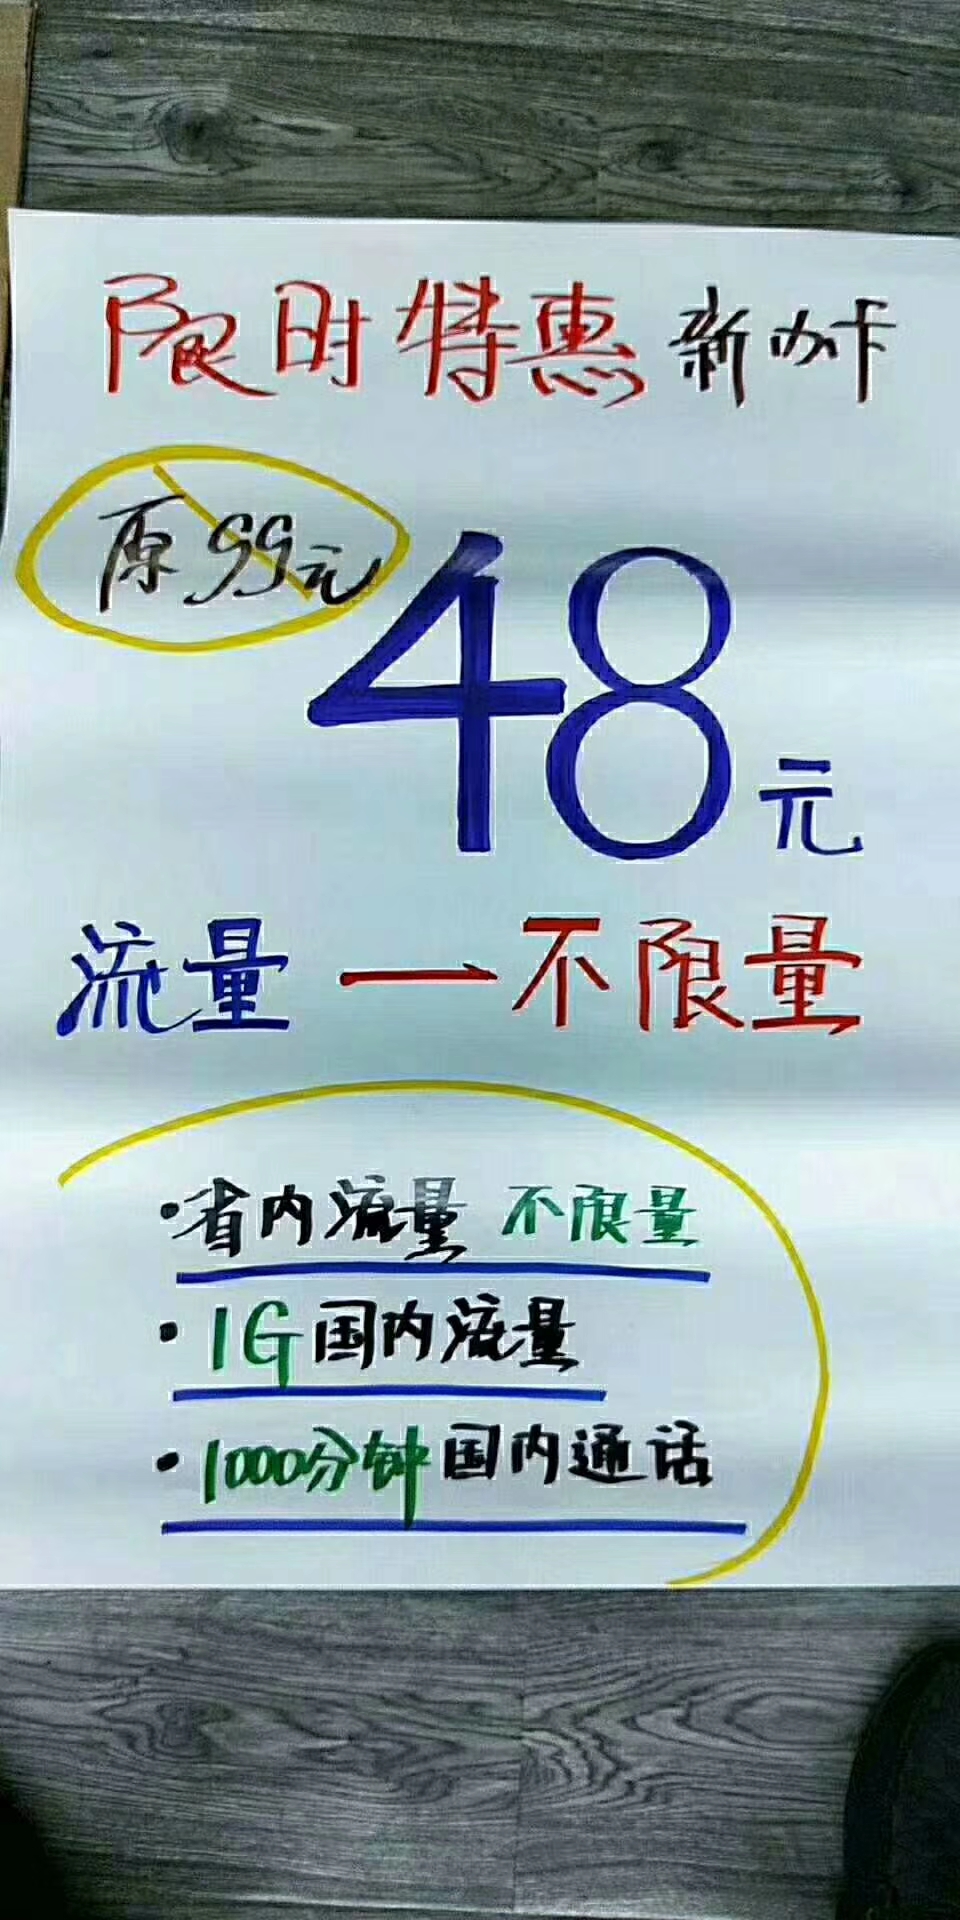 限时特惠 新办卡
原99元
48元
流量一不限量
·省内流量 不限量
·1G国内流量
·1000分钟国内通话